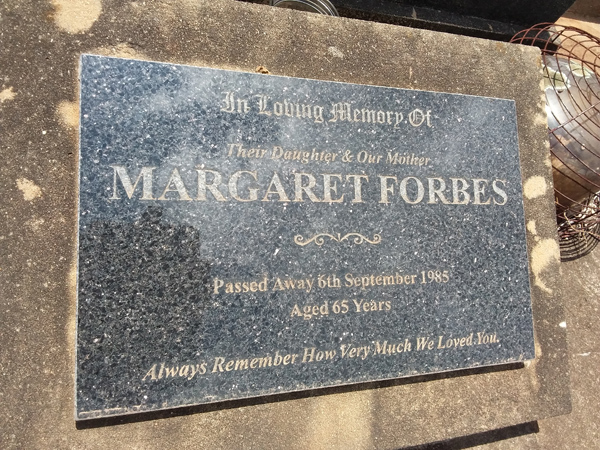 In Loving Memory Of
Their Daughter & Our Mother
MARGARET FORBES
Passed Away 6th September 1985
Aged 65 Years
Always Remember How Very Much We Loved You.